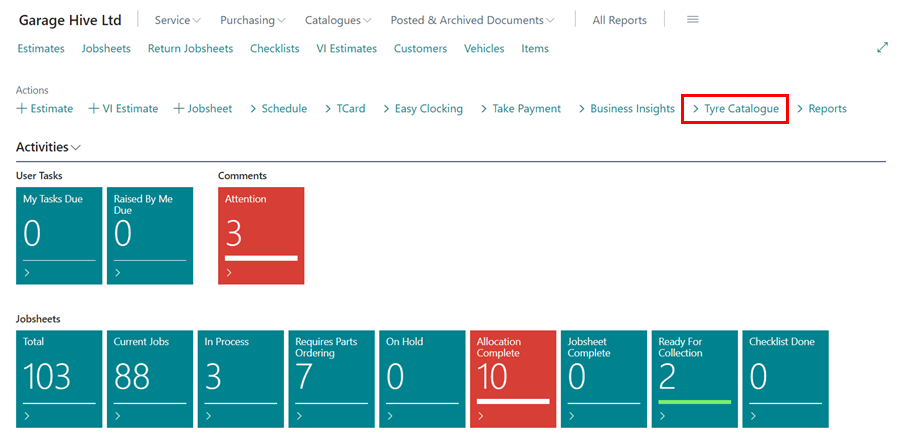 Garage Hive Ltd Service Purchasing Catalogues Posted & Archived Documents All Reports
Estimates Jobsheets Return Jobsheets Checklists VI Estimates Customers Vehicles Items
Actions
+ Estimate + VI Estimate + Jobsheet > Schedule > TCard > Easy Clocking > Take Payment > Business Insights > Tyre Catalogue > Reports
Activities
User Tasks Comments
My Tasks Due Raised By Me Attention
Due
0 0 3
Jobsheets
Total Current Jobs In Process Requires Parts On Hold Allocation Jobsheet Ready For Checklist Done
Ordering Complete Complete Collection
103 88 3 7 0 10 0 2 0